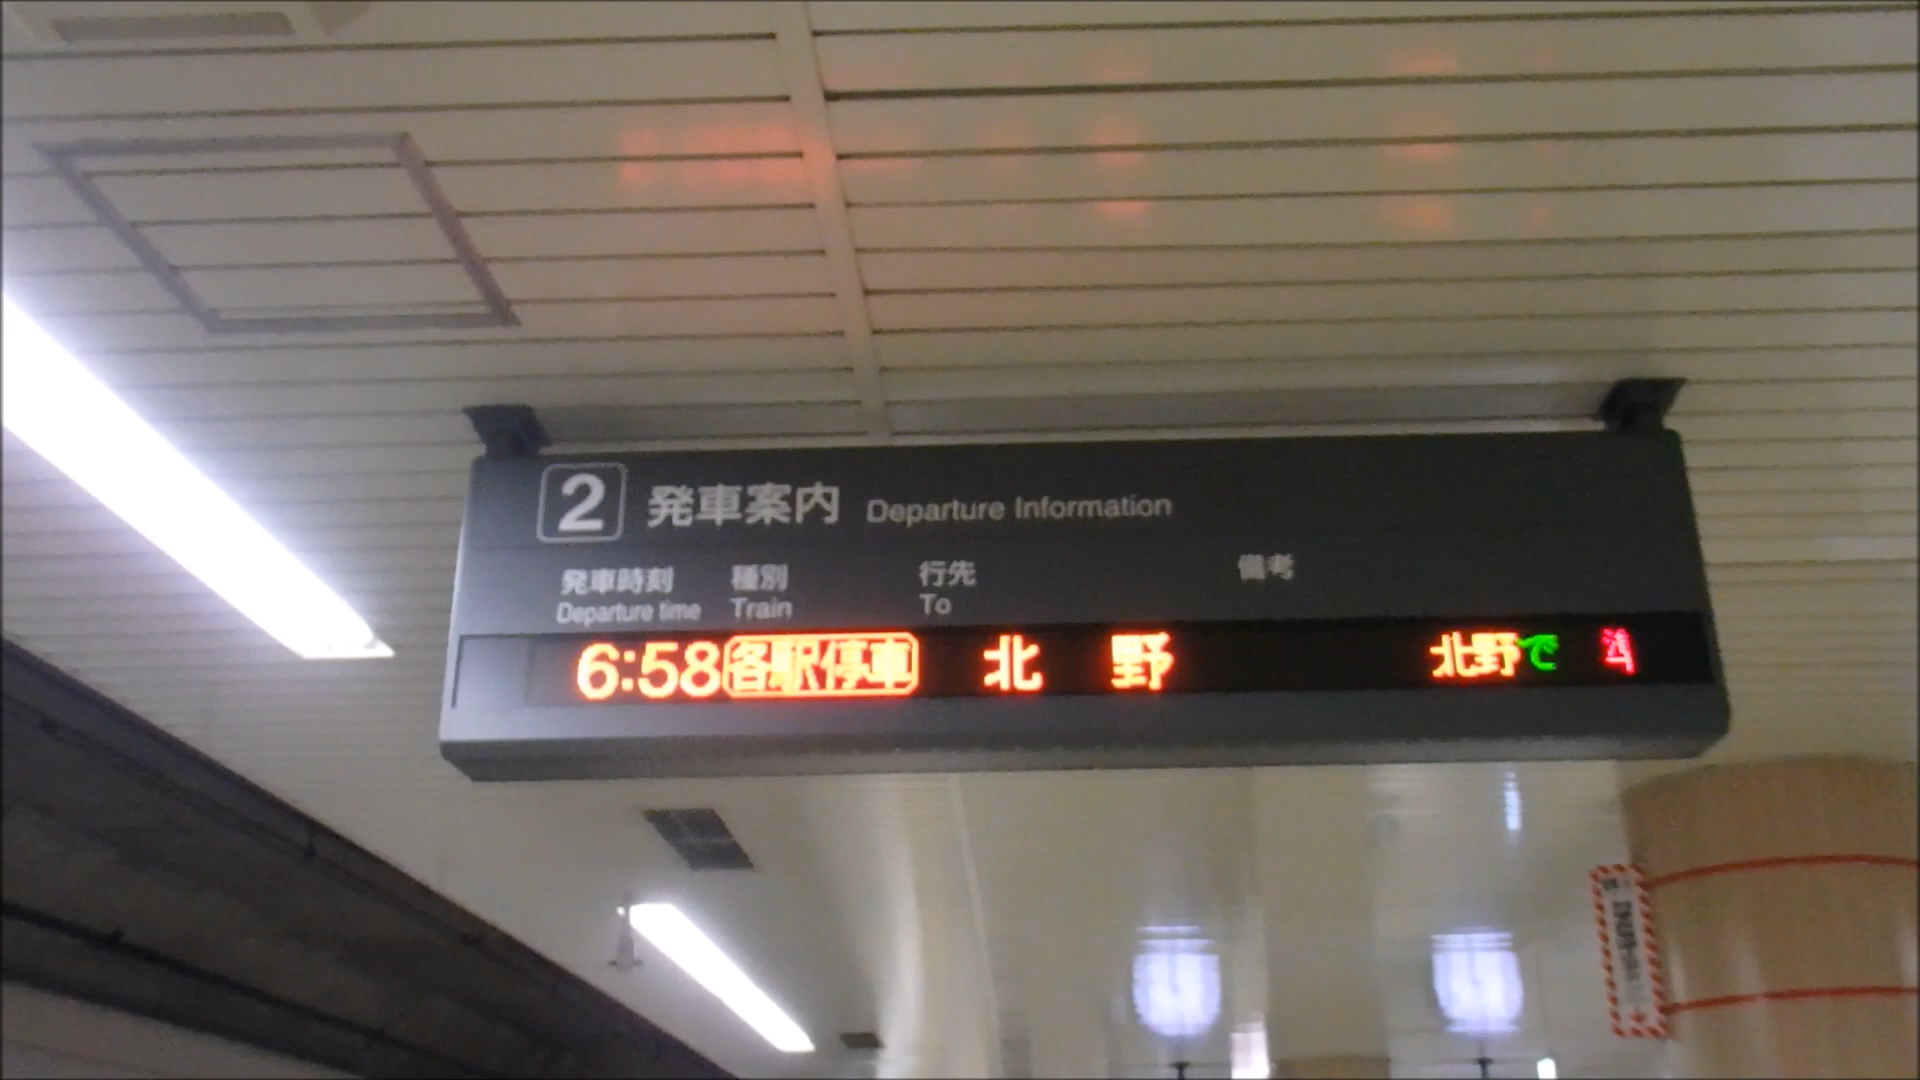 2 発車案内 Departure Information
発車時刻 種別 行先 備考
Departure time Train To
6:58 各駅停車 北野 北野で